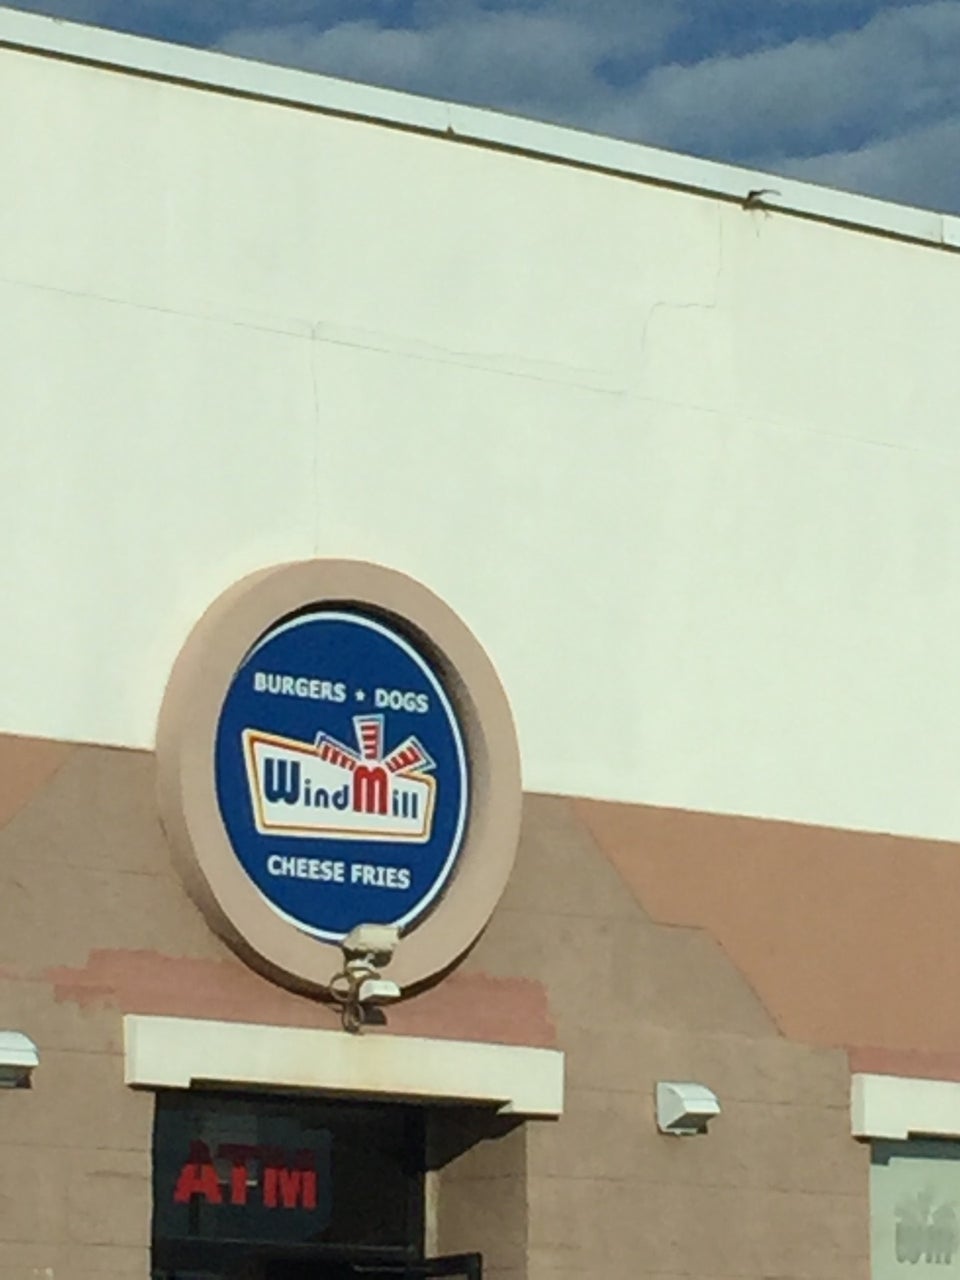 BURGERS * DOGS
WindMill
CHEESE FRIES
ATM